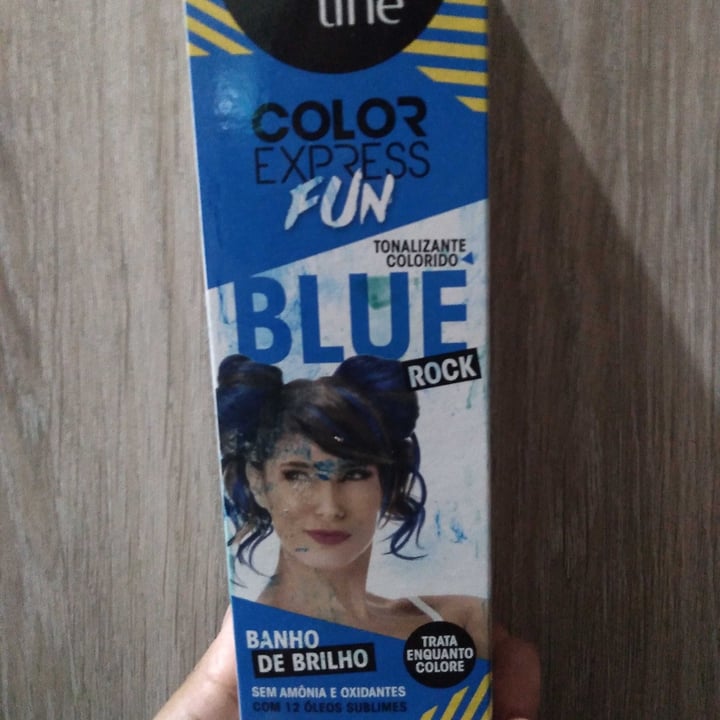 line
COLOR
EXPRESS
FUN
TONALIZANTE
COLORIDO
BLUE
ROCK
BANHO
DE BRILHO
TRATA
ENQUANTO
COLORE
SEM AMÔNIA E OXIDANTES
COM 12 ÓLEOS SUBLIMES